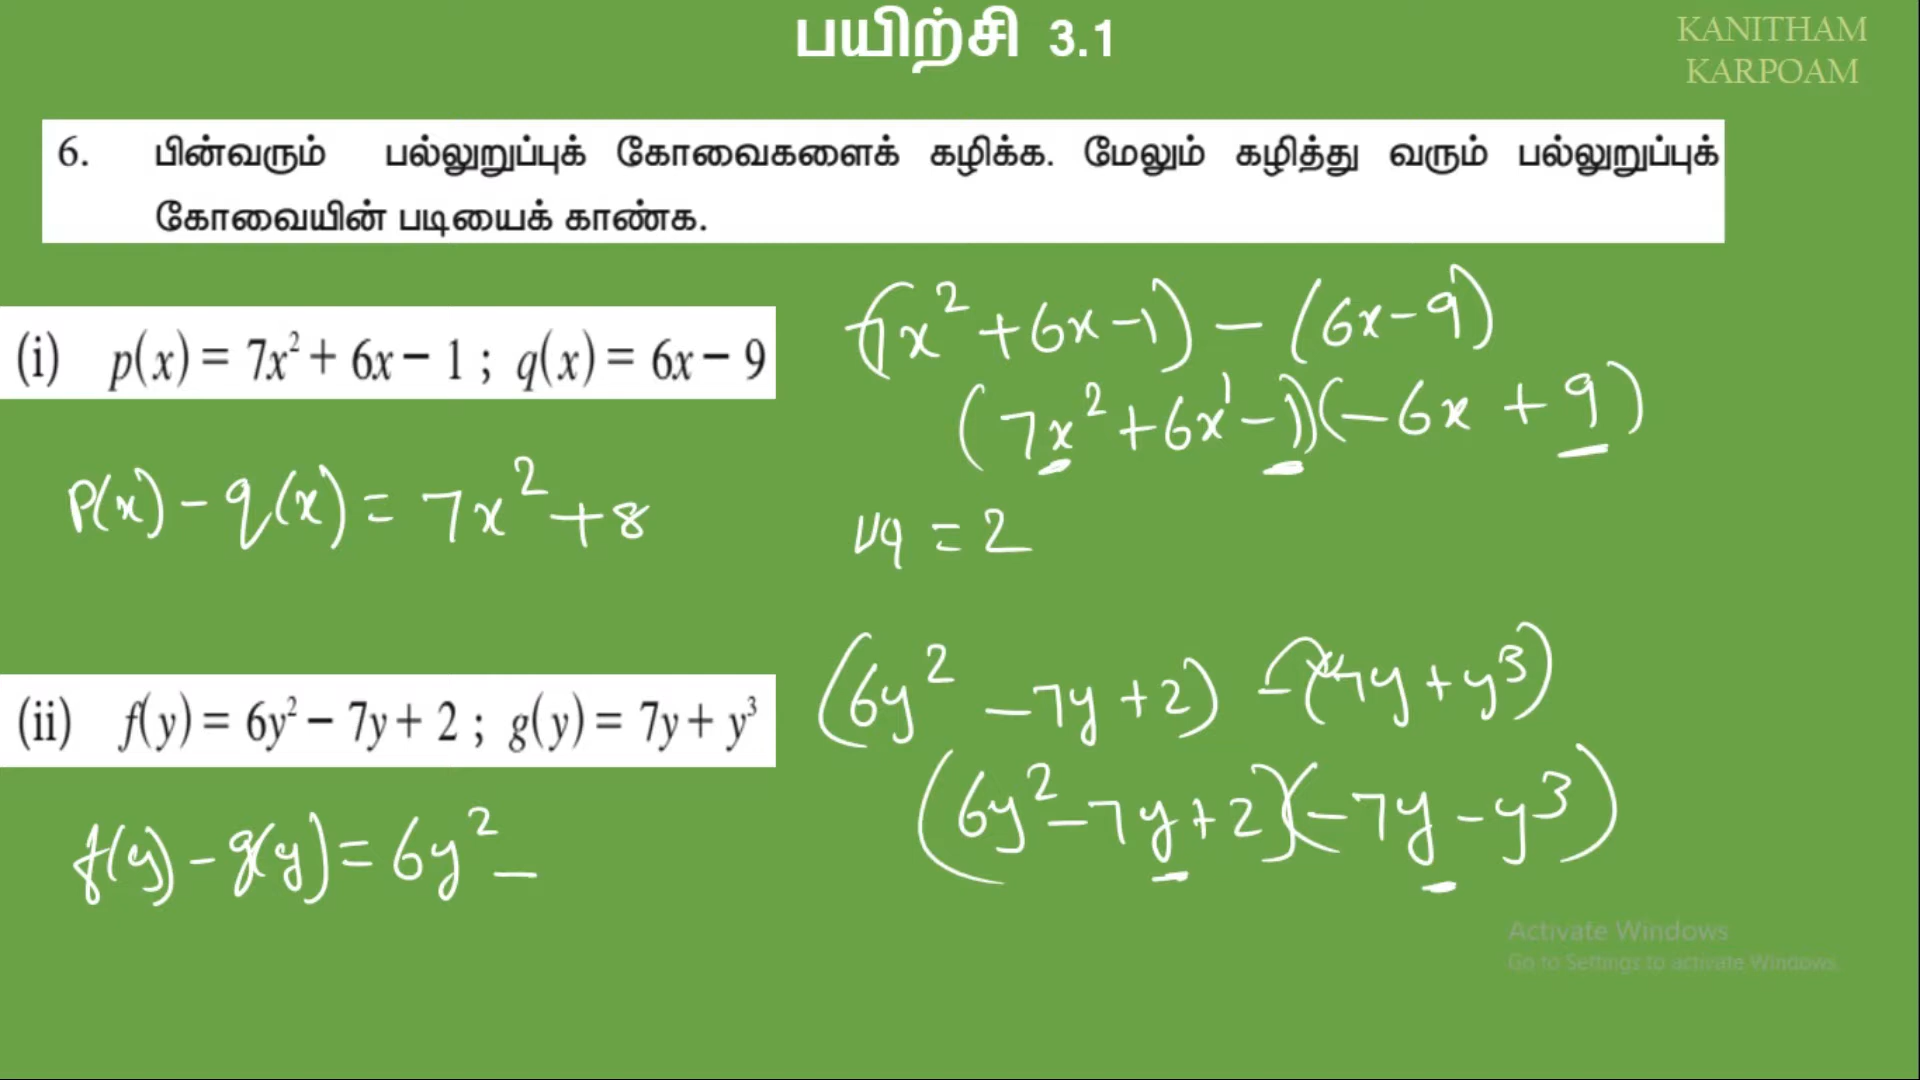 பயிற்சி 3.1
KANITHAM
KARPOAM
6. பின்வரும் பல்லுறுப்புக் கோவைகளைக் கழிக்க. மேலும் கழித்து வரும் பல்லுறுப்புக்
கோவையின் படியைக் காண்க.
(7x² + 6x - 1) - (6x - 9)
(i) p(x) = 7x² + 6x − 1 ; q(x) = 6x − 9
(7x² + 6x¹ - 1)(-6x + 9)
P(x) - q(x) = 7x² + 8
படி = 2
(6y² - 7y + 2) - (7y + y³)
(ii) f(y) = 6y² − 7y + 2 ; g(y) = 7y + y³
(6y² - 7y + 2)(-7y - y³)
f(y) - g(y) = 6y² -
Activate Windows
Go to Settings to activate Windows.